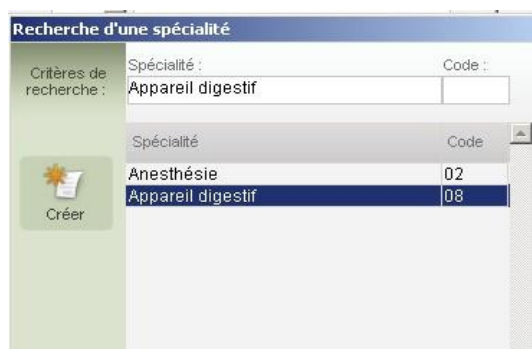 Recherche d'une spécialité
Critères de recherche :
Spécialité :
Code :
Appareil digestif
Spécialité
Code
Anesthésie
02
Appareil digestif
08
Créer